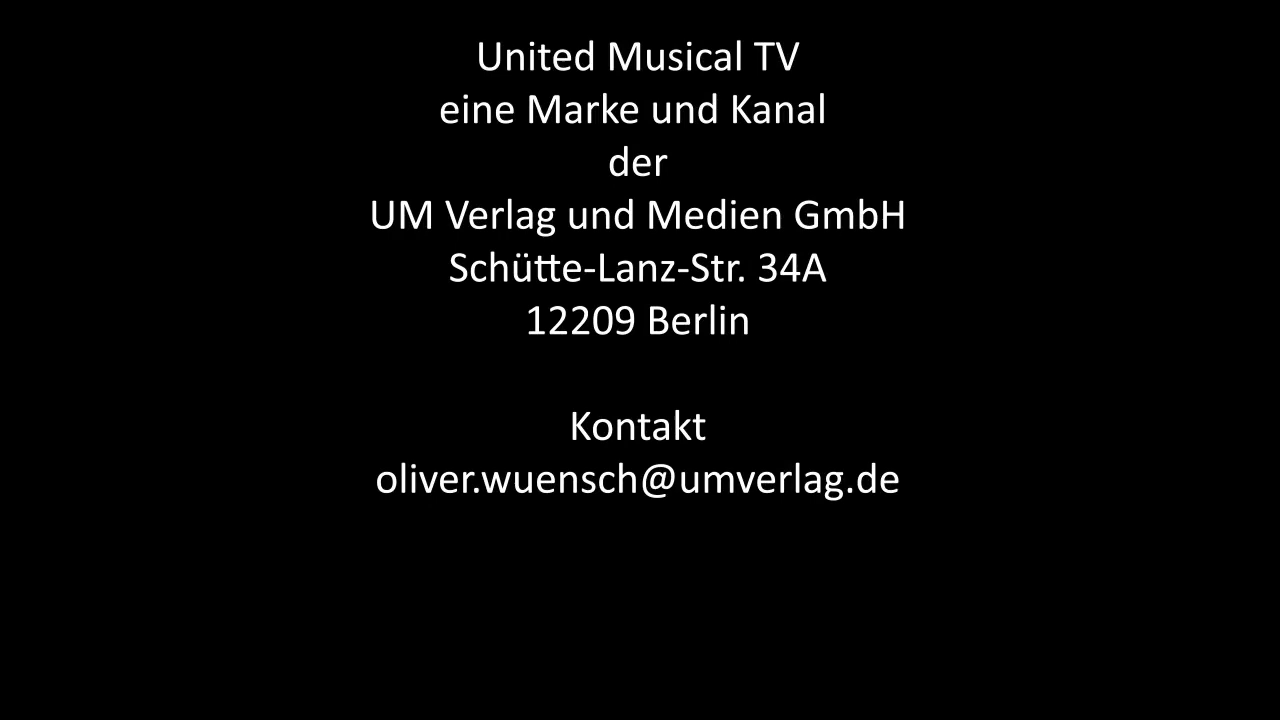 United Musical TV
eine Marke und Kanal
der
UM Verlag und Medien GmbH
Schütte-Lanz-Str. 34A
12209 Berlin
Kontakt
oliver.wuensch@umverlag.de